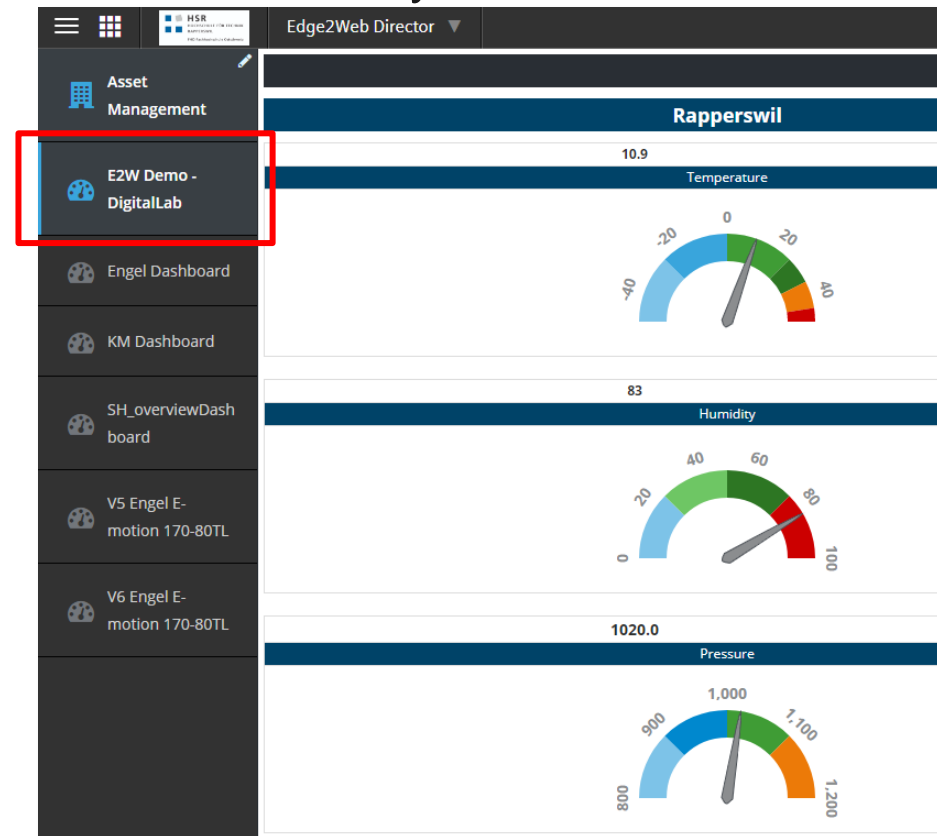 HSR
Edge2Web Director
Asset
Management
E2W Demo -
DigitalLab
Engel Dashboard
KM Dashboard
SH_overviewDash
board
V5 Engel E-
motion 170-80TL
V6 Engel E-
motion 170-80TL
Rapperswil
10.9
Temperature
-40
-20
0
20
40
83
Humidity
0
20
40
60
80
100
1020.0
Pressure
800
900
1,000
1,100
1,200